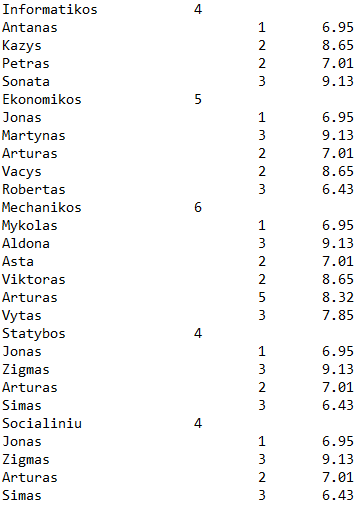 Informatikos 4
Antanas 1 6.95
Kazys 2 8.65
Petras 2 7.01
Sonata 3 9.13
Ekonomikos 5
Jonas 1 6.95
Martynas 3 9.13
Arturas 2 7.01
Vacys 2 8.65
Robertas 3 6.43
Mechanikos 6
Mykolas 1 6.95
Aldona 3 9.13
Asta 2 7.01
Viktoras 2 8.65
Arturas 5 8.32
Vytas 3 7.85
Statybos 4
Jonas 1 6.95
Zigmas 3 9.13
Arturas 2 7.01
Simas 3 6.43
Socialiniu 4
Jonas 1 6.95
Zigmas 3 9.13
Arturas 2 7.01
Simas 3 6.43